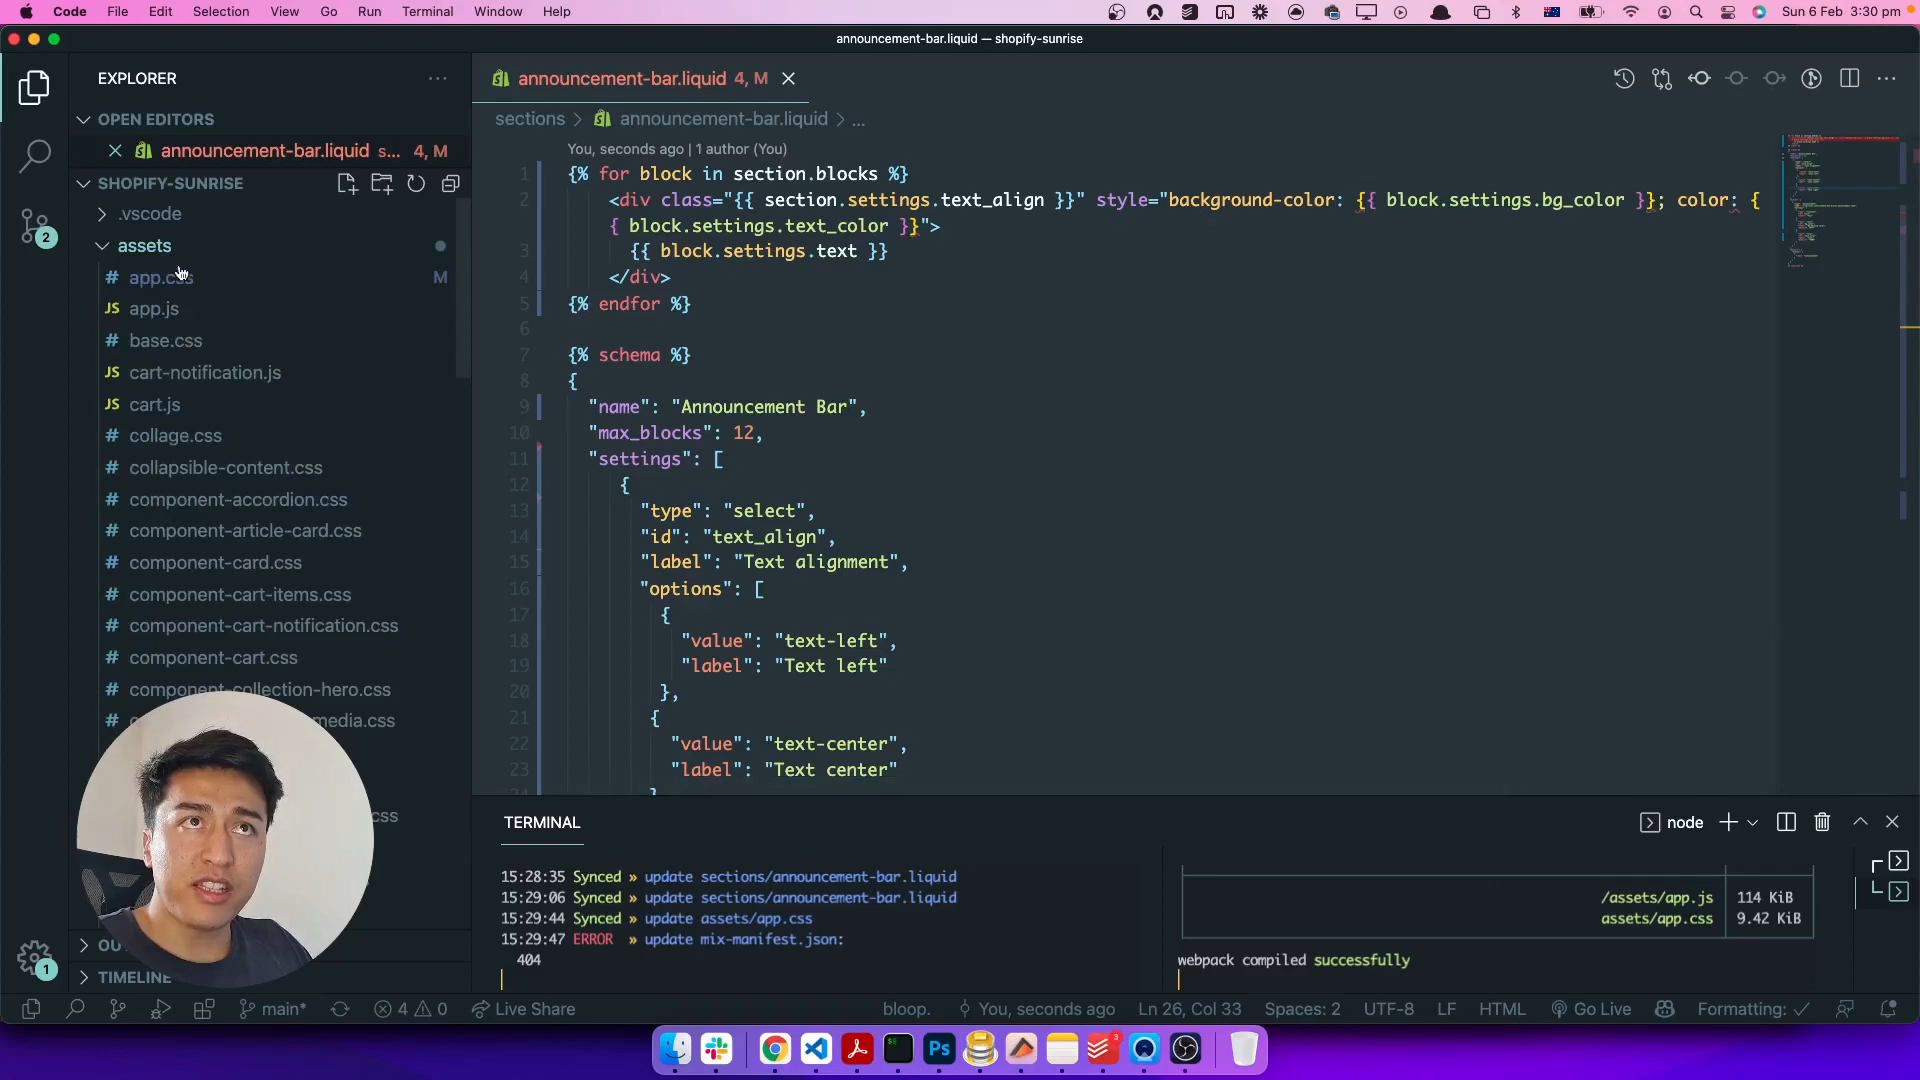 Code File Edit Selection View Go Run Terminal Window Help Sun 6 Feb 3:30 pm
announcement-bar.liquid — shopify-sunrise
EXPLORER
OPEN EDITORS
announcement-bar.liquid s... 4, M
SHOPIFY-SUNRISE
.vscode
assets
# app.css M
JS app.js
# base.css
JS cart-notification.js
JS cart.js
# collage.css
# collapsible-content.css
# component-accordion.css
# component-article-card.css
# component-card.css
# component-cart-items.css
# component-cart-notification.css
# component-cart.css
component-collection-hero.css
media.css
css
OU
TIMELINE
2
1
announcement-bar.liquid 4, M
sections > announcement-bar.liquid > ...
You, seconds ago | 1 author (You)
1 {% for block in section.blocks %}
2 <div class="{{ section.settings.text_align }}" style="background-color: {{ block.settings.bg_color }}; color: {
{ block.settings.text_color }}">
3 {{ block.settings.text }}
4 </div>
5 {% endfor %}
6
7 {% schema %}
8 {
9 "name": "Announcement Bar",
10 "max_blocks": 12,
11 "settings": [
12 {
13 "type": "select",
14 "id": "text_align",
15 "label": "Text alignment",
16 "options": [
17 {
18 "value": "text-left",
19 "label": "Text left"
20 },
21 {
22 "value": "text-center",
23 "label": "Text center"
TERMINAL
node
15:28:35 Synced » update sections/announcement-bar.liquid
15:29:06 Synced » update sections/announcement-bar.liquid
15:29:44 Synced » update assets/app.css
15:29:47 ERROR » update mix-manifest.json:
404
/assets/app.js 114 KiB
assets/app.css 9.42 KiB
webpack compiled successfully
main* 4 0 Live Share bloop. You, seconds ago Ln 26, Col 33 Spaces: 2 UTF-8 LF HTML Go Live Formatting: ✓
Ps
3